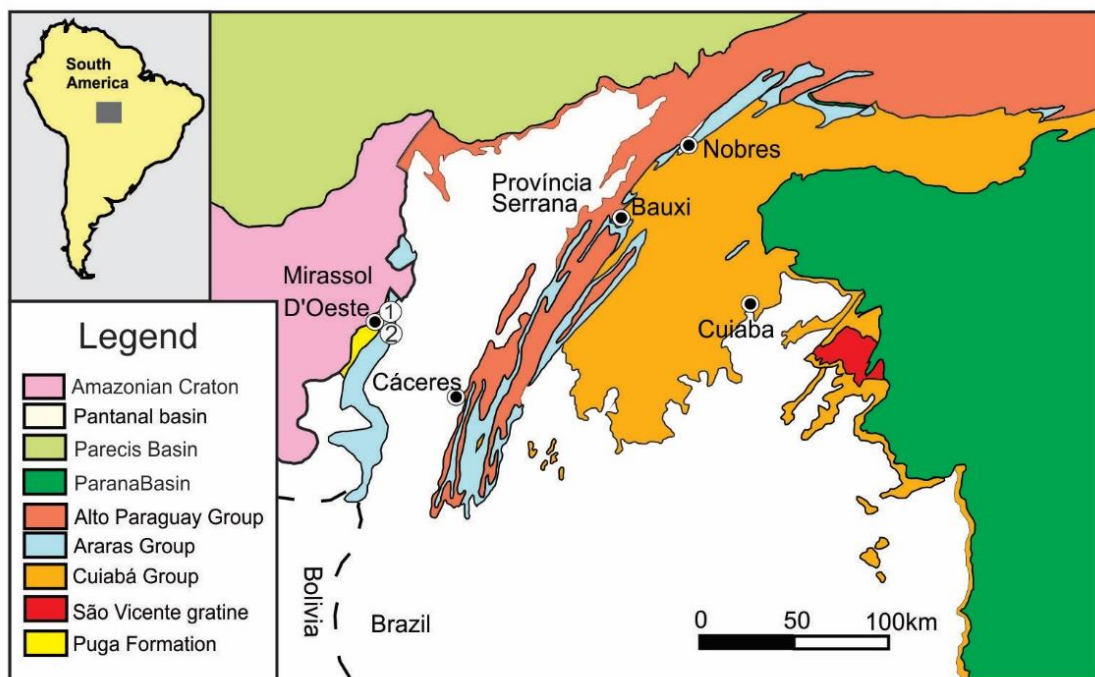 South
America
Nobres
Província
Serrana
Bauxi
Mirassol
D'Oeste
1
2
Cuiaba
Cáceres
Legend
Amazonian Craton
Pantanal basin
Parecis Basin
ParanaBasin
Alto Paraguay Group
Araras Group
Cuiabá Group
São Vicente gratine
Puga Formation
Bolivia
Brazil
0 50 100km